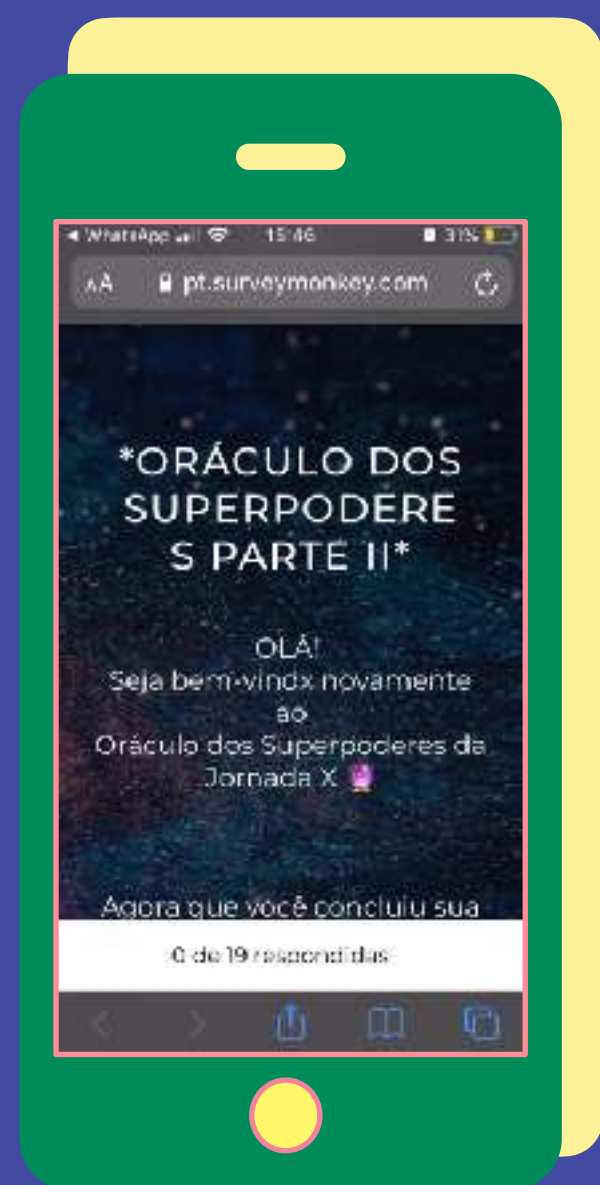 WhatsApp 15:46 31%
AA pt.surveymonkey.com
*ORÁCULO DOS
SUPERPODERE
S PARTE II*
OLÁ!
Seja bem-vindx novamente
ao
Oráculo dos Superpoderes da
Jornada X 🔮
Agora que você concluiu sua
0 de 19 respondidas